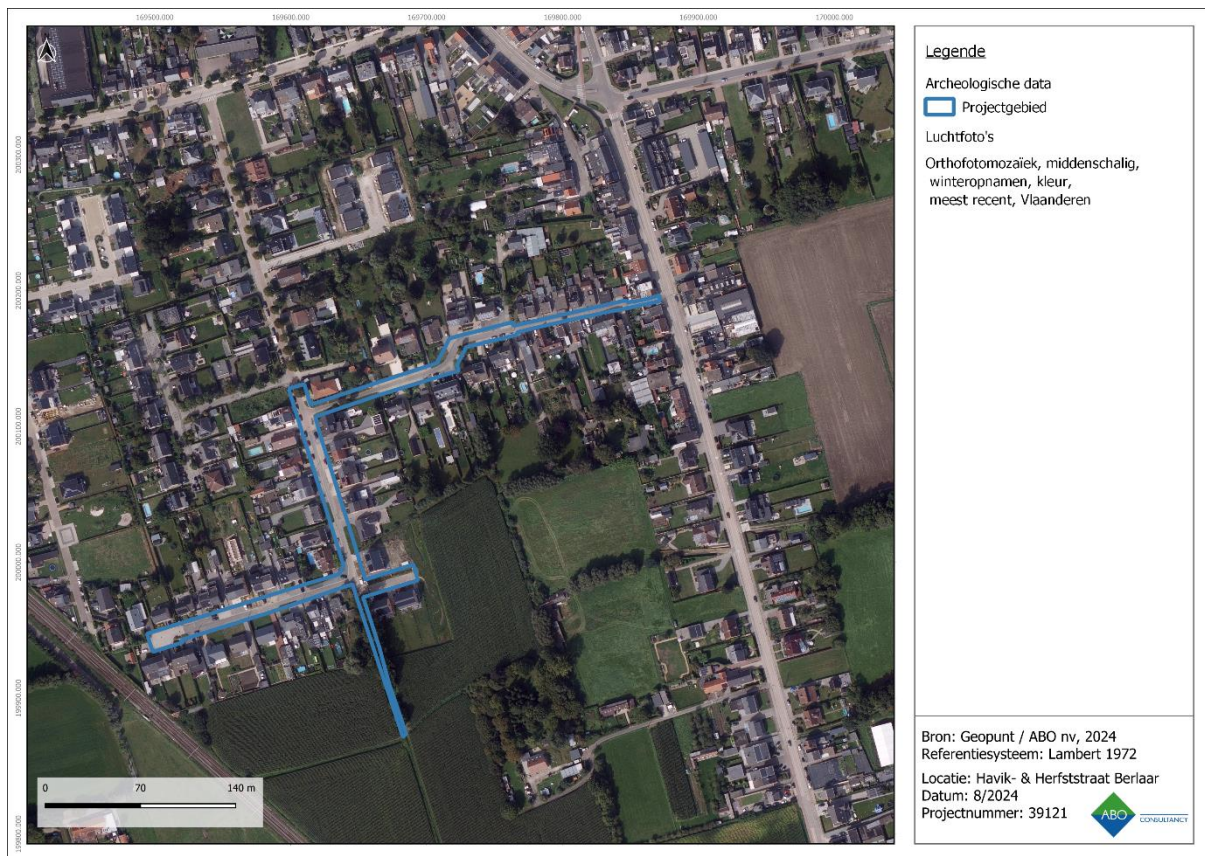 169500.000 169600.000 169700.000 169800.000 169900.000 170000.000
200300.000
200200.000
200100.000
200000.000
199900.000
199800.000
0 70 140 m
Legende
Archeologische data
Projectgebied
Luchtfoto's
Orthofotomozaïek, middenschalig,
winteropnamen, kleur,
meest recent, Vlaanderen
Bron: Geopunt / ABO nv, 2024
Referentiesysteem: Lambert 1972
Locatie: Havik- & Herfststraat Berlaar
Datum: 8/2024
Projectnummer: 39121
ABO CONSULTANCY